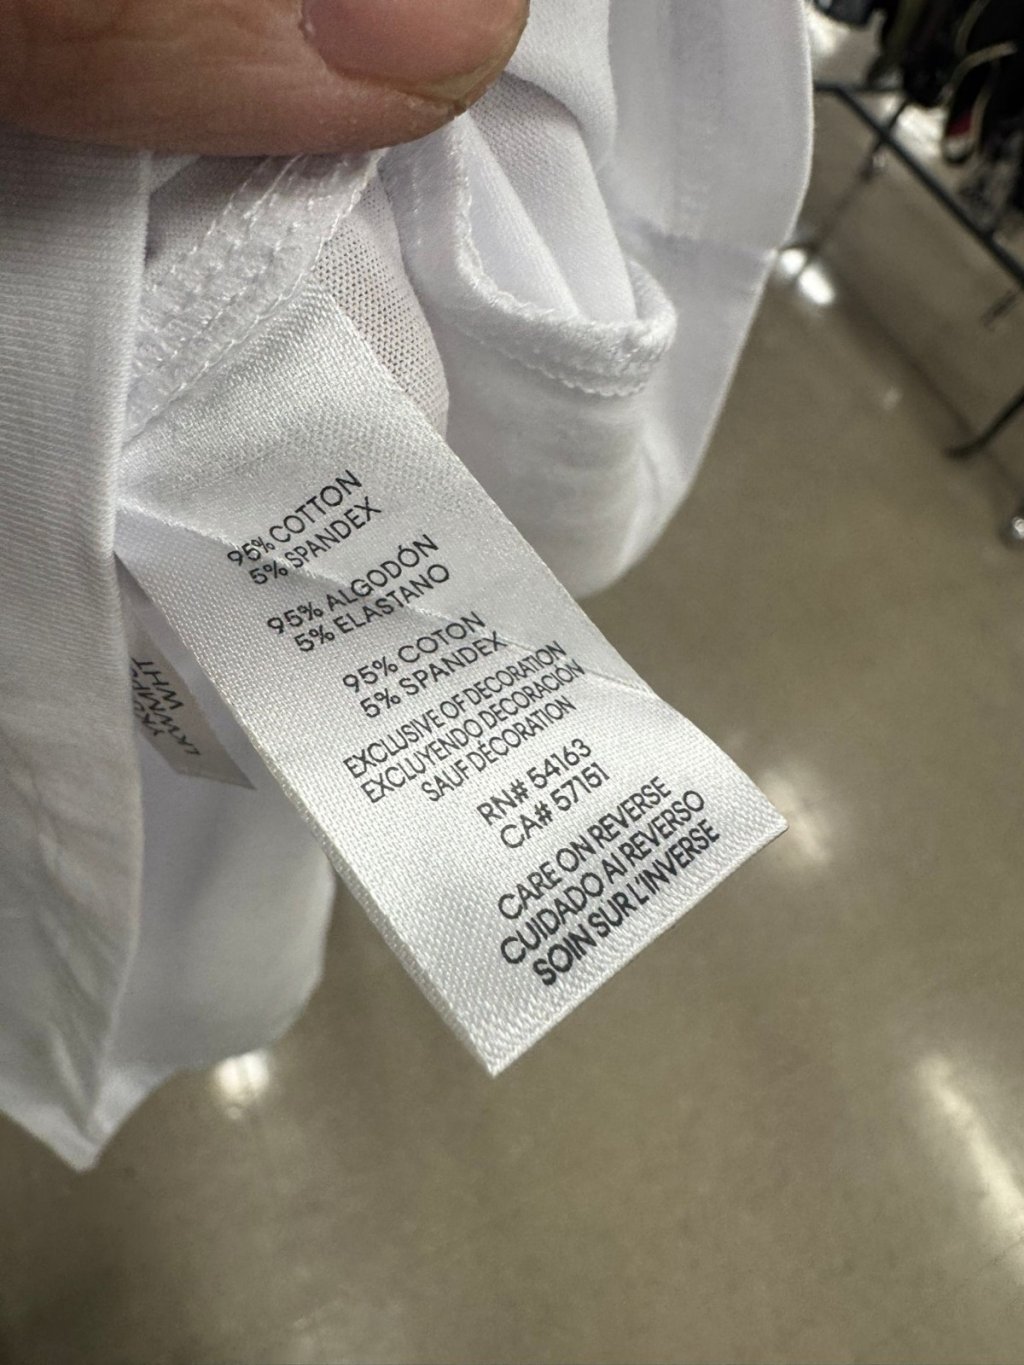 95% COTTON
5% SPANDEX
95% ALGODÓN
5% ELASTANO
95% COTON
5% SPANDEX
EXCLUSIVE OF DECORATION
EXCLUYENDO DECORACIÓN
SAUF DÉCORATION
RN# 54163
CA# 57151
CARE ON REVERSE
CUIDADO AI REVERSO
SOIN SUR L'INVERSE
WHT